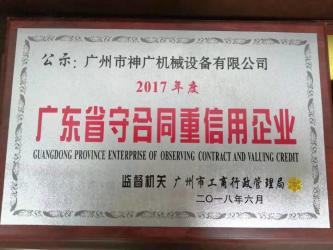 公示：广州市神广机械设备有限公司
2017年度
广东省守合同重信用企业
GUANGDONG PROVINCE ENTERPRISE OF OBSERVING CONTRACT AND VALUING CREDIT
监督机关 广州市工商行政管理局
二〇一八年六月